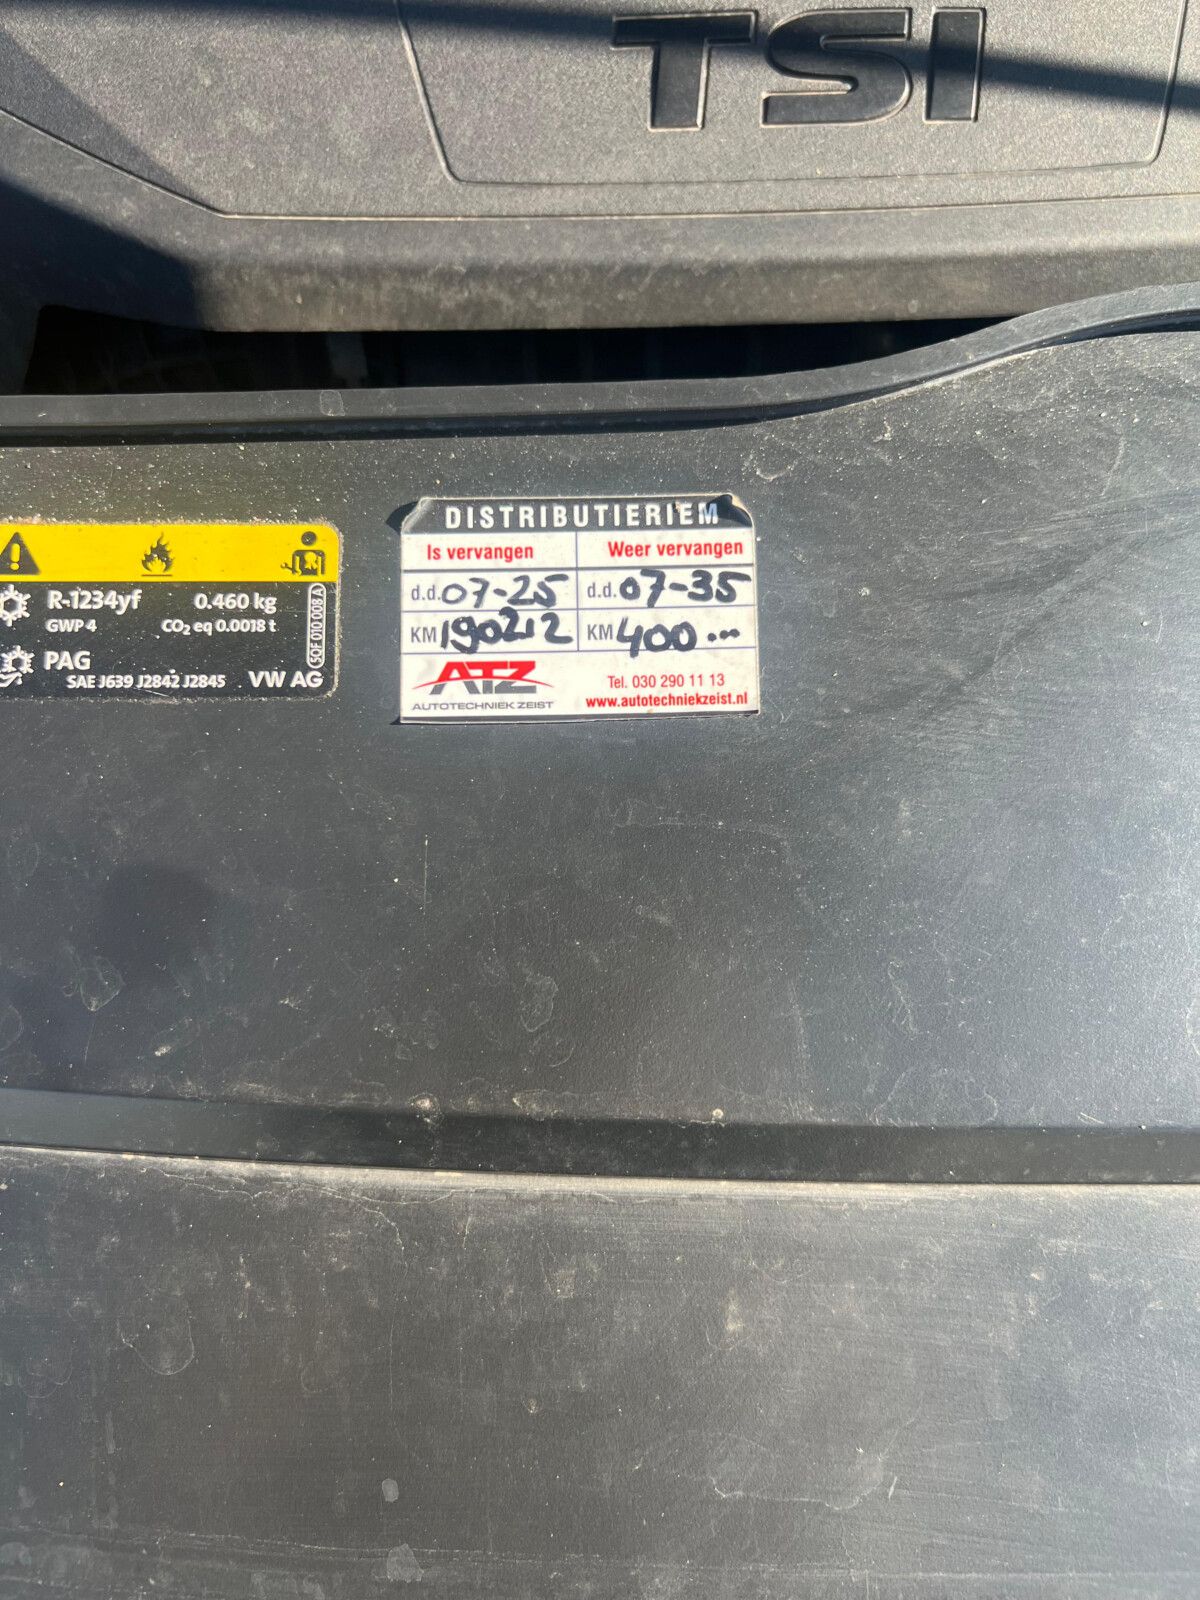 TSI
R-1234yf 0.460 kg
GWP 4 CO₂ eq 0.0018 t
PAG
SAE J639 J2842 J2845 VW AG
5QF 010 008 A
DISTRIBUTIERIEM
Is vervangen Weer vervangen
d.d. 07-25 d.d. 07-35
KM 190212 KM 400...
ATZ Tel. 030 290 11 13
AUTOTECHNIEK ZEIST www.autotechniekzeist.nl